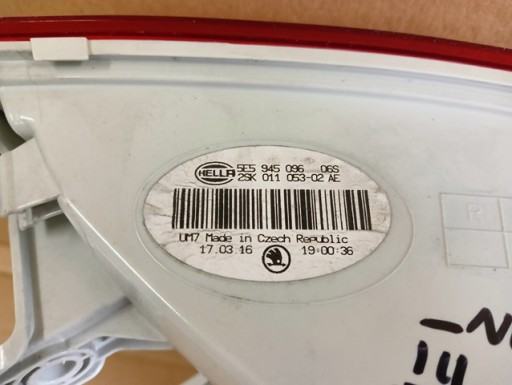 HELLA 5E5 945 096 06S
2SK 011 053-02 AE
UM7 Made in Czech Republic
17.03.16 19:00:36
R